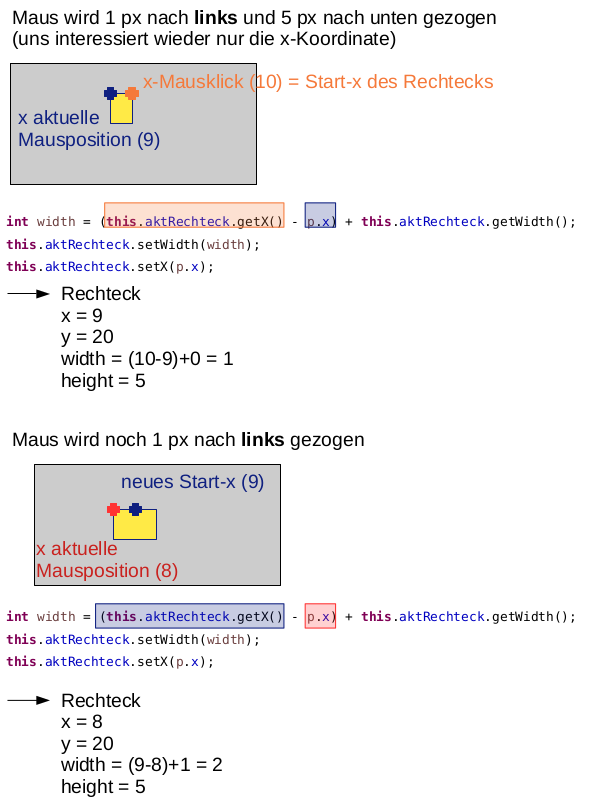 Maus wird 1 px nach links und 5 px nach unten gezogen
(uns interessiert wieder nur die x-Koordinate)
x-Mausklick (10) = Start-x des Rechtecks
x aktuelle
Mausposition (9)
int width = (this.aktRechteck.getX() - p.x) + this.aktRechteck.getWidth();
this.aktRechteck.setWidth(width);
this.aktRechteck.setX(p.x);
Rechteck
x = 9
y = 20
width = (10-9)+0 = 1
height = 5
Maus wird noch 1 px nach links gezogen
neues Start-x (9)
x aktuelle
Mausposition (8)
int width = (this.aktRechteck.getX() - p.x) + this.aktRechteck.getWidth();
this.aktRechteck.setWidth(width);
this.aktRechteck.setX(p.x);
Rechteck
x = 8
y = 20
width = (9-8)+1 = 2
height = 5